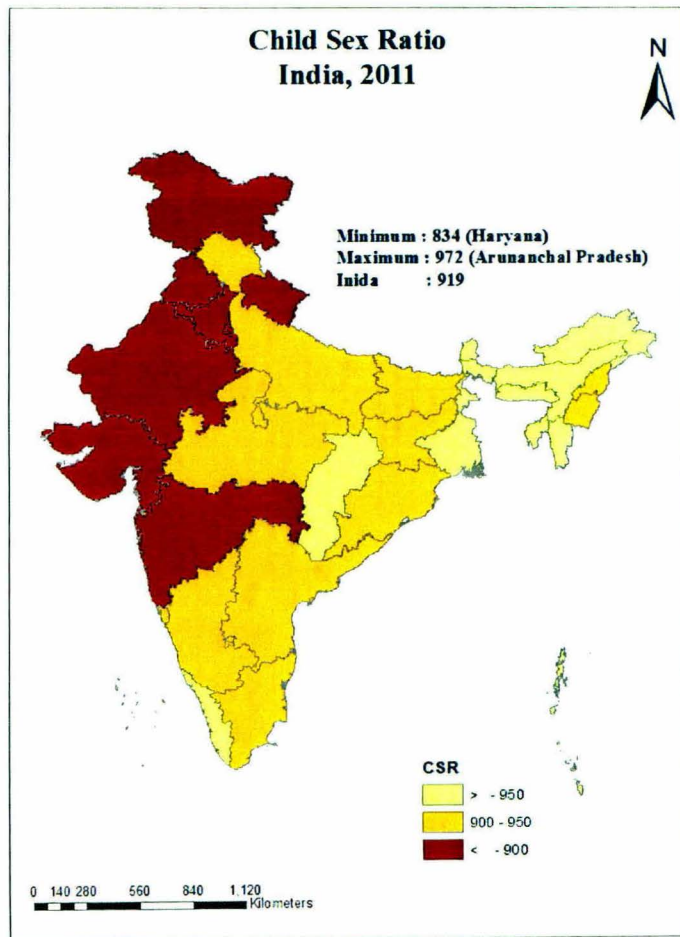 Child Sex Ratio
India, 2011
N
Minimum : 834 (Haryana)
Maximum : 972 (Arunanchal Pradesh)
Inida : 919
CSR
> - 950
900 - 950
< - 900
0 140 280 560 840 1,120
Kilometers